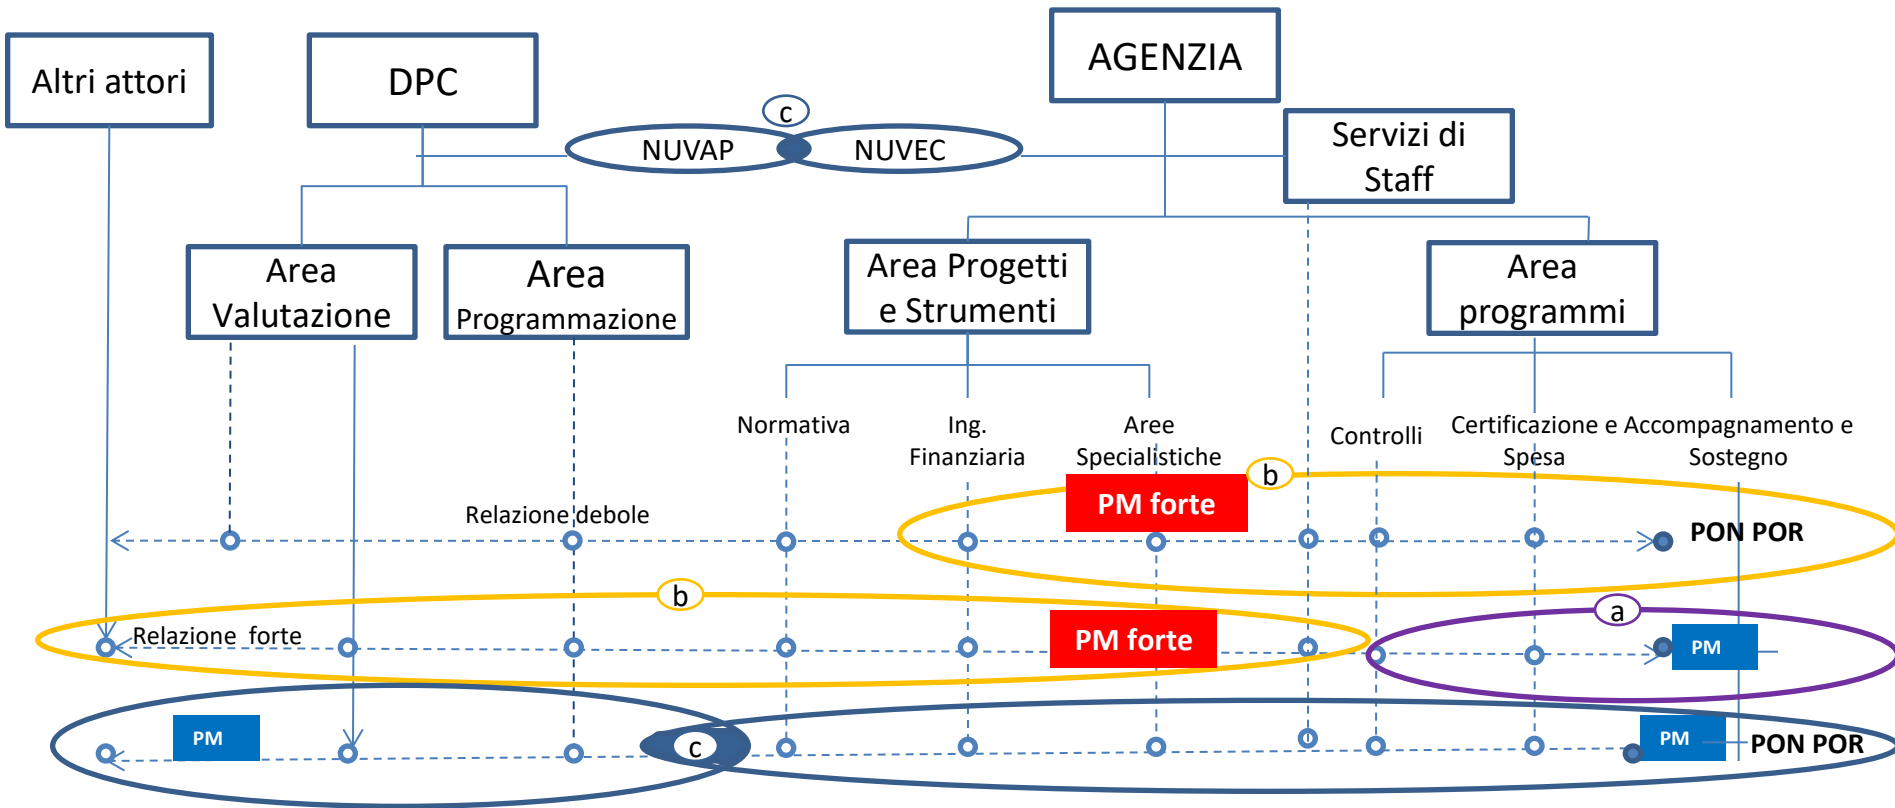 Altri attori
DPC
AGENZIA
c
NUVAP
NUVEC
Servizi di
Staff
Area
Valutazione
Area
Programmazione
Area Progetti
e Strumenti
Area
programmi
Normativa
Ing.
Finanziaria
Aree
Specialistiche
Controlli
Certificazione e
Spesa
Accompagnamento e
Sostegno
b
PM forte
Relazione debole
PON POR
b
a
Relazione forte
PM forte
PM
PM
c
PM
PON POR